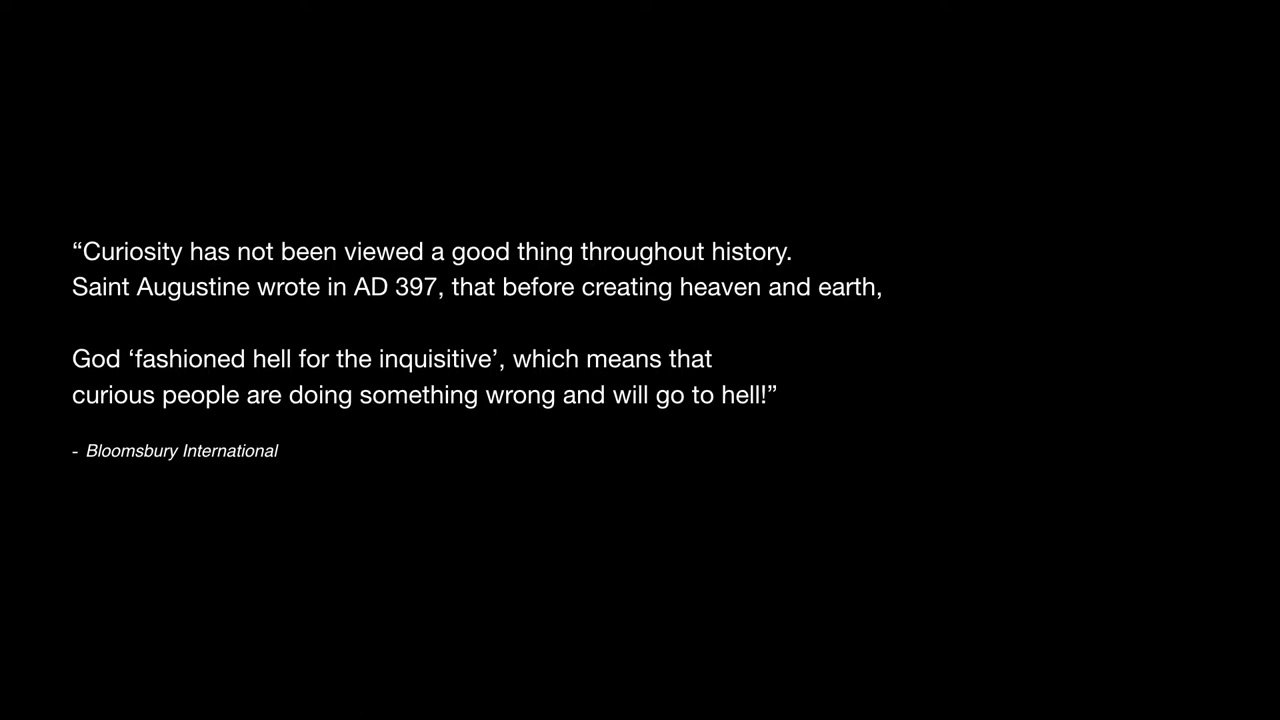 “Curiosity has not been viewed a good thing throughout history.
Saint Augustine wrote in AD 397, that before creating heaven and earth,
God ‘fashioned hell for the inquisitive’, which means that
curious people are doing something wrong and will go to hell!”
- Bloomsbury International